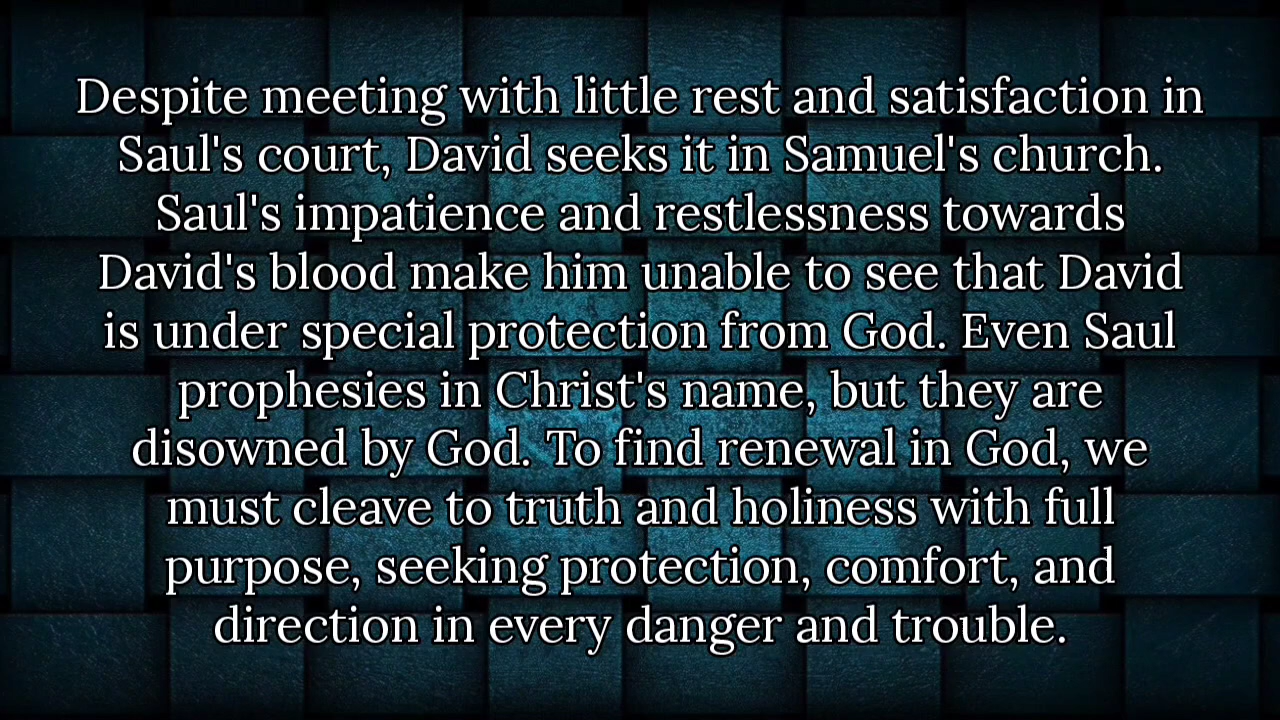 Despite meeting with little rest and satisfaction in
Saul's court, David seeks it in Samuel's church.
Saul's impatience and restlessness towards
David's blood make him unable to see that David
is under special protection from God. Even Saul
prophesies in Christ's name, but they are
disowned by God. To find renewal in God, we
must cleave to truth and holiness with full
purpose, seeking protection, comfort, and
direction in every danger and trouble.